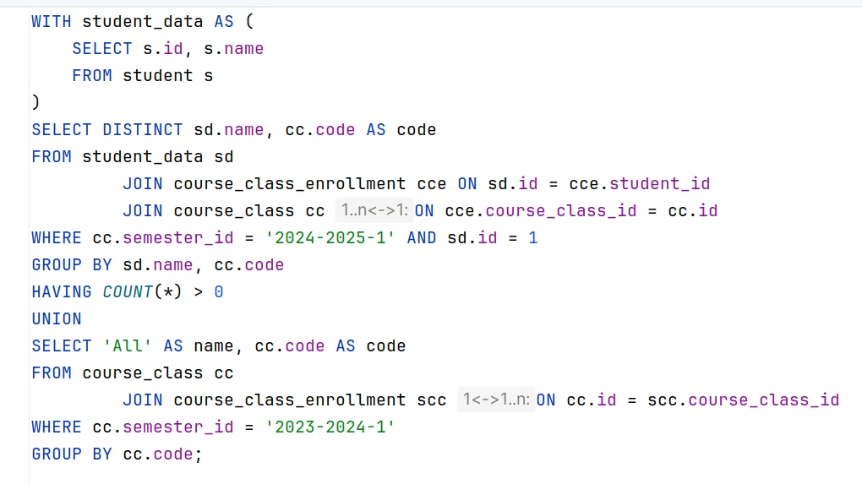 WITH student_data AS (
    SELECT s.id, s.name
    FROM student s
)
SELECT DISTINCT sd.name, cc.code AS code
FROM student_data sd
         JOIN course_class_enrollment cce ON sd.id = cce.student_id
         JOIN course_class cc 1..n<->1: ON cce.course_class_id = cc.id
WHERE cc.semester_id = '2024-2025-1' AND sd.id = 1
GROUP BY sd.name, cc.code
HAVING COUNT(*) > 0
UNION
SELECT 'All' AS name, cc.code AS code
FROM course_class cc
         JOIN course_class_enrollment scc 1<->1..n: ON cc.id = scc.course_class_id
WHERE cc.semester_id = '2023-2024-1'
GROUP BY cc.code;